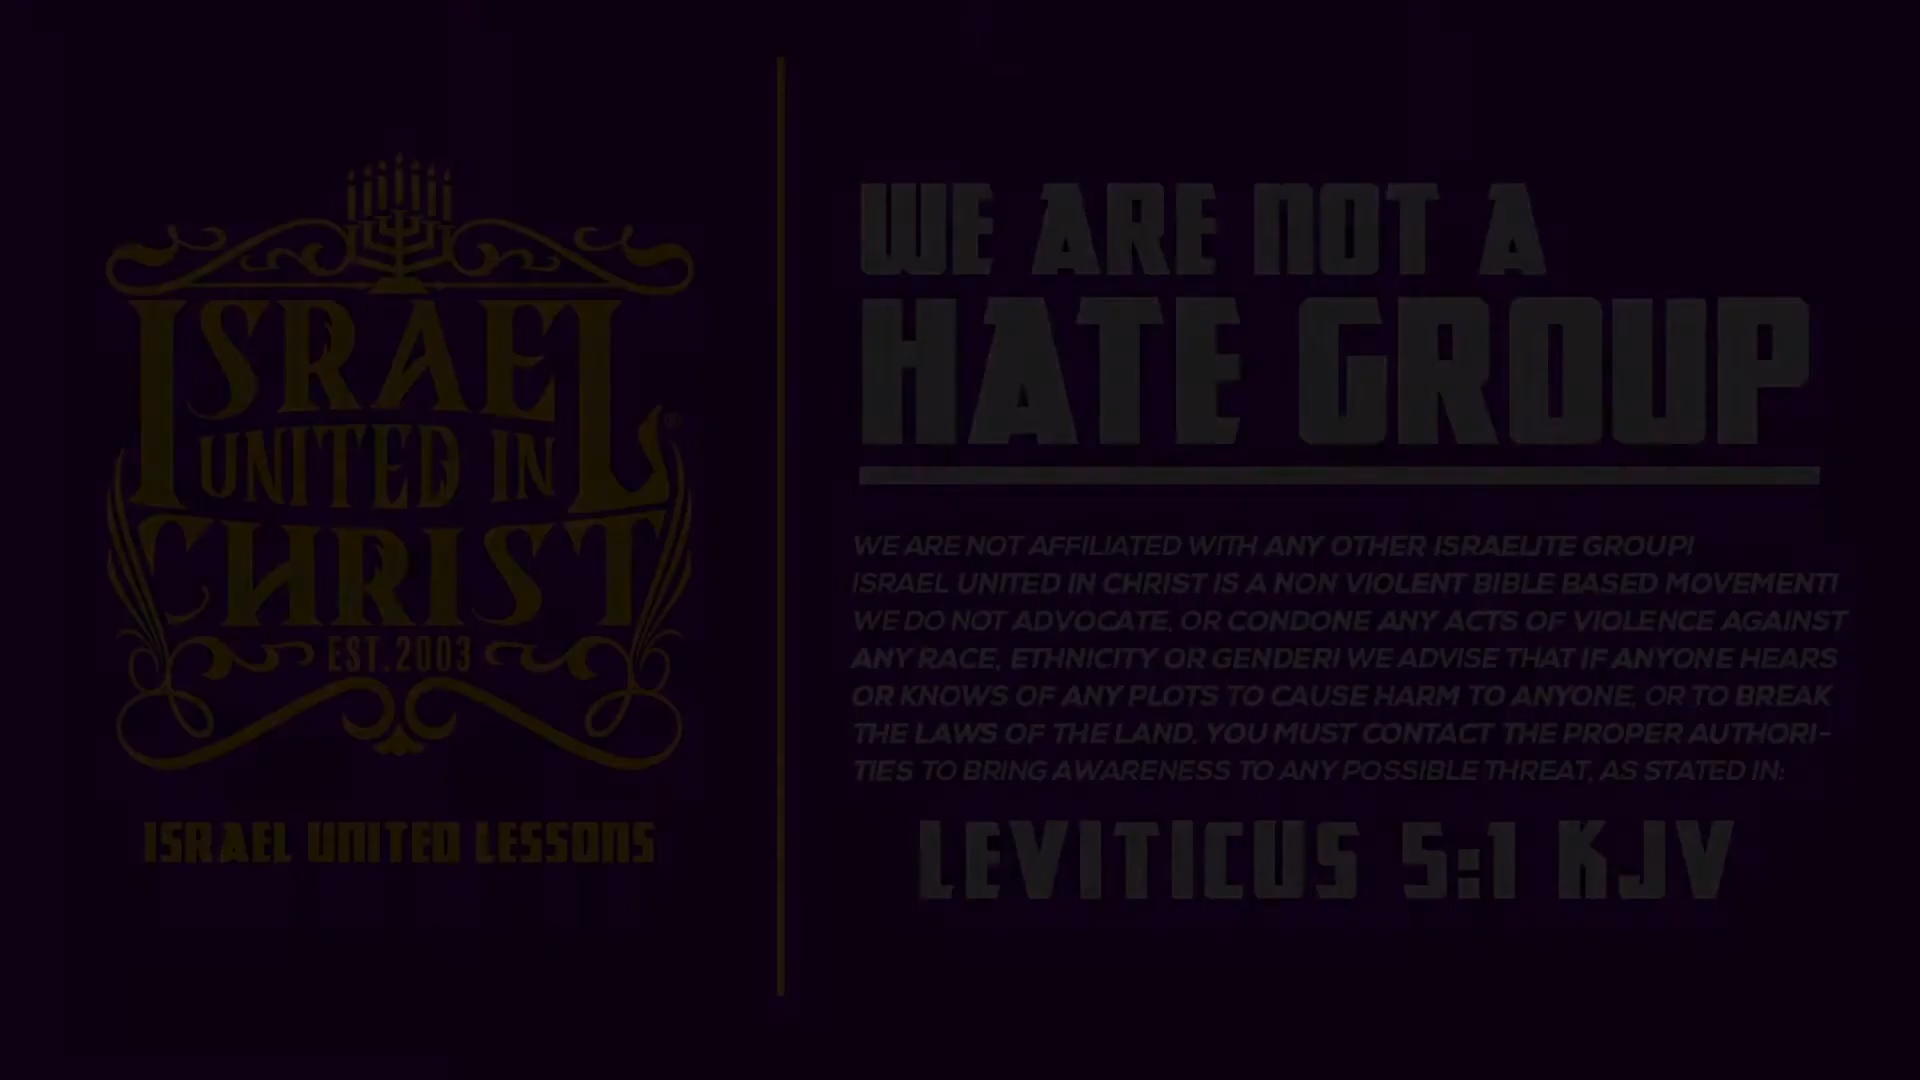 ISRAEL
UNITED IN
CHRIST
EST. 2003
ISRAEL UNITED LESSONS
WE ARE NOT A
HATE GROUP
WE ARE NOT AFFILIATED WITH ANY OTHER ISRAELITE GROUP!
ISRAEL UNITED IN CHRIST IS A NON VIOLENT BIBLE BASED MOVEMENT!
WE DO NOT ADVOCATE, OR CONDONE ANY ACTS OF VIOLENCE AGAINST
ANY RACE, ETHNICITY OR GENDER! WE ADVISE THAT IF ANYONE HEARS
OR KNOWS OF ANY PLOTS TO CAUSE HARM TO ANYONE, OR TO BREAK
THE LAWS OF THE LAND, YOU MUST CONTACT THE PROPER AUTHORI-
TIES TO BRING AWARENESS TO ANY POSSIBLE THREAT, AS STATED IN:
LEVITICUS 5:1 KJV